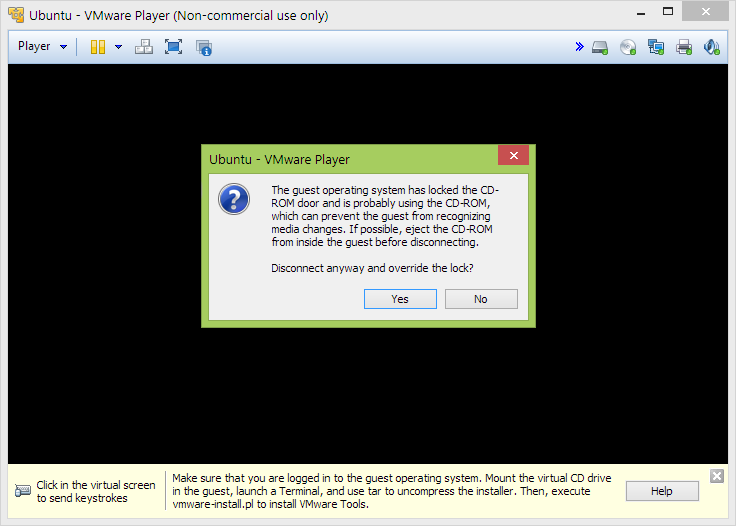 Ubuntu - VMware Player (Non-commercial use only)
Player
Ubuntu - VMware Player
The guest operating system has locked the CD-
ROM door and is probably using the CD-ROM,
which can prevent the guest from recognizing
media changes. If possible, eject the CD-ROM
from inside the guest before disconnecting.
Disconnect anyway and override the lock?
Yes No
Click in the virtual screen
to send keystrokes
Make sure that you are logged in to the guest operating system. Mount the virtual CD drive
in the guest, launch a Terminal, and use tar to uncompress the installer. Then, execute
vmware-install.pl to install VMware Tools.
Help